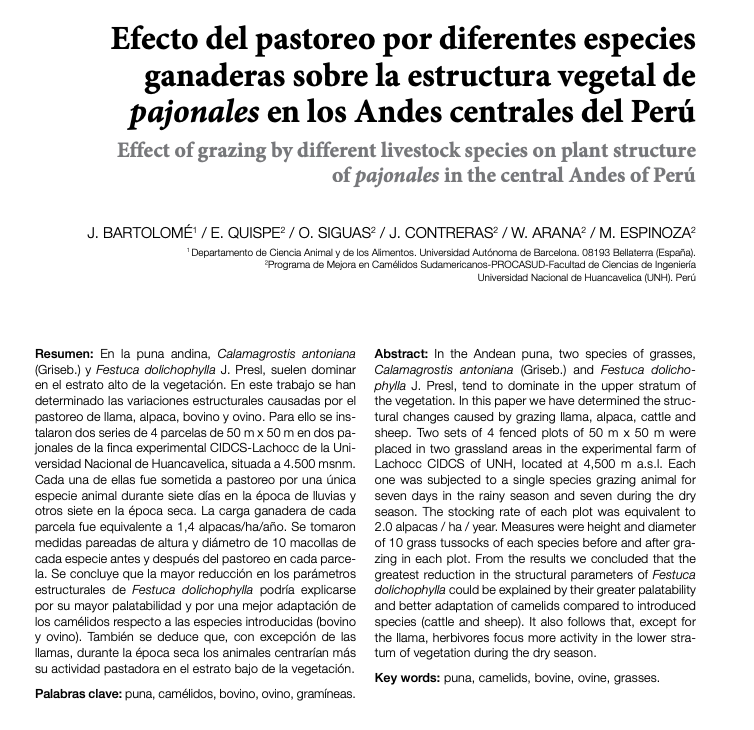 Efecto del pastoreo por diferentes especies
ganaderas sobre la estructura vegetal de
pajonales en los Andes centrales del Perú
Effect of grazing by different livestock species on plant structure
of pajonales in the central Andes of Perú
J. BARTOLOMÉ¹ / E. QUISPE² / O. SIGUAS² / J. CONTRERAS² / W. ARANA² / M. ESPINOZA²
¹ Departamento de Ciencia Animal y de los Alimentos. Universidad Autónoma de Barcelona. 08193 Bellaterra (España).
²Programa de Mejora en Camélidos Sudamericanos-PROCASUD-Facultad de Ciencias de Ingeniería
Universidad Nacional de Huancavelica (UNH). Perú
Resumen: En la puna andina, Calamagrostis antoniana
(Griseb.) y Festuca dolichophylla J. Presl, suelen dominar
en el estrato alto de la vegetación. En este trabajo se han
determinado las variaciones estructurales causadas por el
pastoreo de llama, alpaca, bovino y ovino. Para ello se ins-
talaron dos series de 4 parcelas de 50 m x 50 m en dos pa-
jonales de la finca experimental CIDCS-Lachocc de la Uni-
versidad Nacional de Huancavelica, situada a 4.500 msnm.
Cada una de ellas fue sometida a pastoreo por una única
especie animal durante siete días en la época de lluvias y
otros siete en la época seca. La carga ganadera de cada
parcela fue equivalente a 1,4 alpacas/ha/año. Se tomaron
medidas pareadas de altura y diámetro de 10 macollas de
cada especie antes y después del pastoreo en cada parce-
la. Se concluye que la mayor reducción en los parámetros
estructurales de Festuca dolichophylla podría explicarse
por su mayor palatabilidad y por una mejor adaptación de
los camélidos respecto a las especies introducidas (bovino
y ovino). También se deduce que, con excepción de las
llamas, durante la época seca los animales centrarían más
su actividad pastadora en el estrato bajo de la vegetación.
Palabras clave: puna, camélidos, bovino, ovino, gramíneas.
Abstract: In the Andean puna, two species of grasses,
Calamagrostis antoniana (Griseb.) and Festuca dolicho-
phylla J. Presl, tend to dominate in the upper stratum of
the vegetation. In this paper we have determined the struc-
tural changes caused by grazing llama, alpaca, cattle and
sheep. Two sets of 4 fenced plots of 50 m x 50 m were
placed in two grassland areas in the experimental farm of
Lachocc CIDCS of UNH, located at 4,500 m a.s.l. Each
one was subjected to a single species grazing animal for
seven days in the rainy season and seven during the dry
season. The stocking rate of each plot was equivalent to
2.0 alpacas / ha / year. Measures were height and diameter
of 10 grass tussocks of each species before and after gra-
zing in each plot. From the results we concluded that the
greatest reduction in the structural parameters of Festuca
dolichophylla could be explained by their greater palatability
and better adaptation of camelids compared to introduced
species (cattle and sheep). It also follows that, except for
the llama, herbivores focus more activity in the lower stra-
tum of vegetation during the dry season.
Key words: puna, camelids, bovine, ovine, grasses.